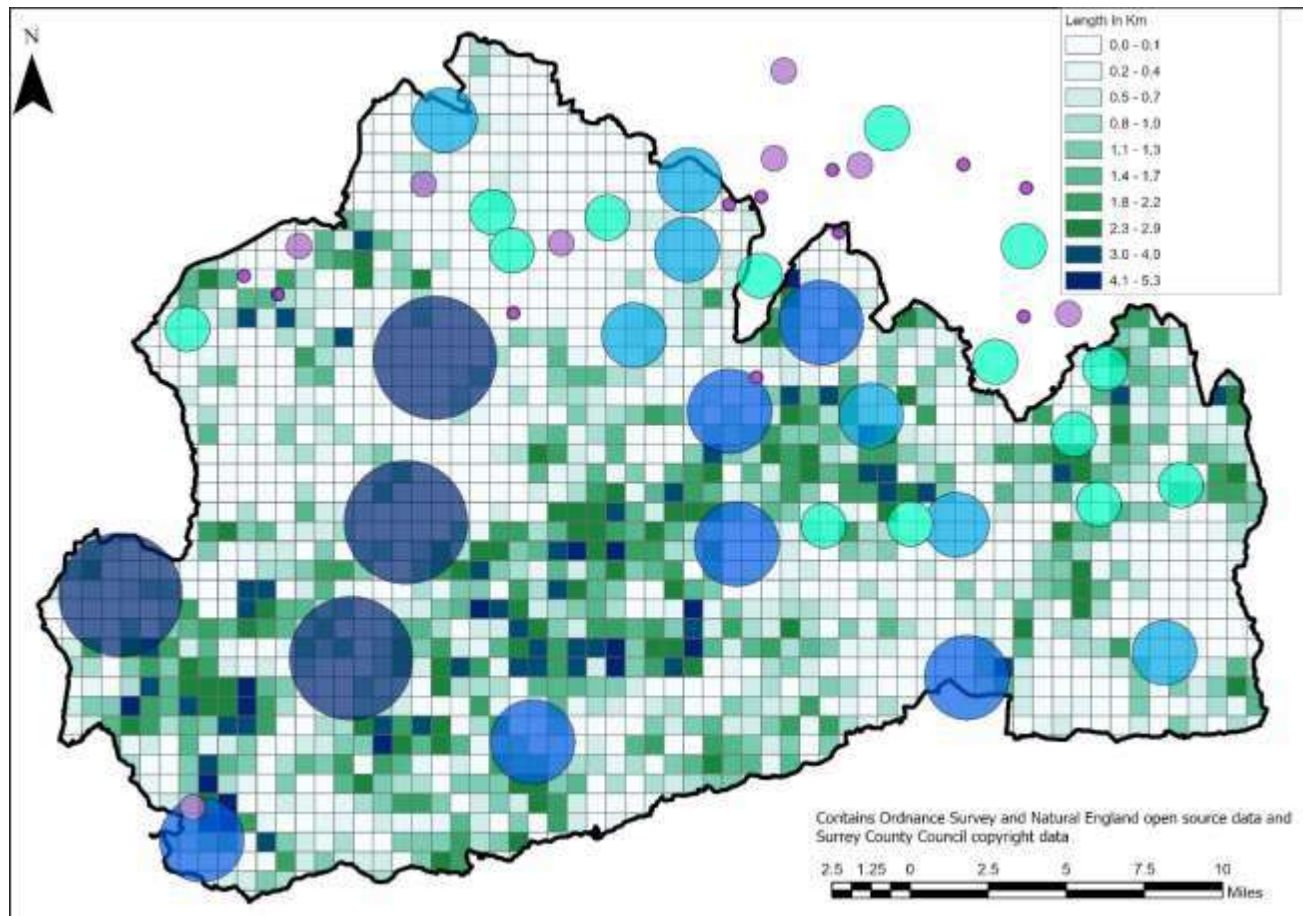 N
Length In Km
0.0 - 0.1
0.2 - 0.4
0.5 - 0.7
0.8 - 1.0
1.1 - 1.3
1.4 - 1.7
1.8 - 2.2
2.3 - 2.9
3.0 - 4.0
4.1 - 5.3
Contains Ordnance Survey and Natural England open source data and
Surrey County Council copyright data
2.5 1.25 0 2.5 5 7.5 10
Miles